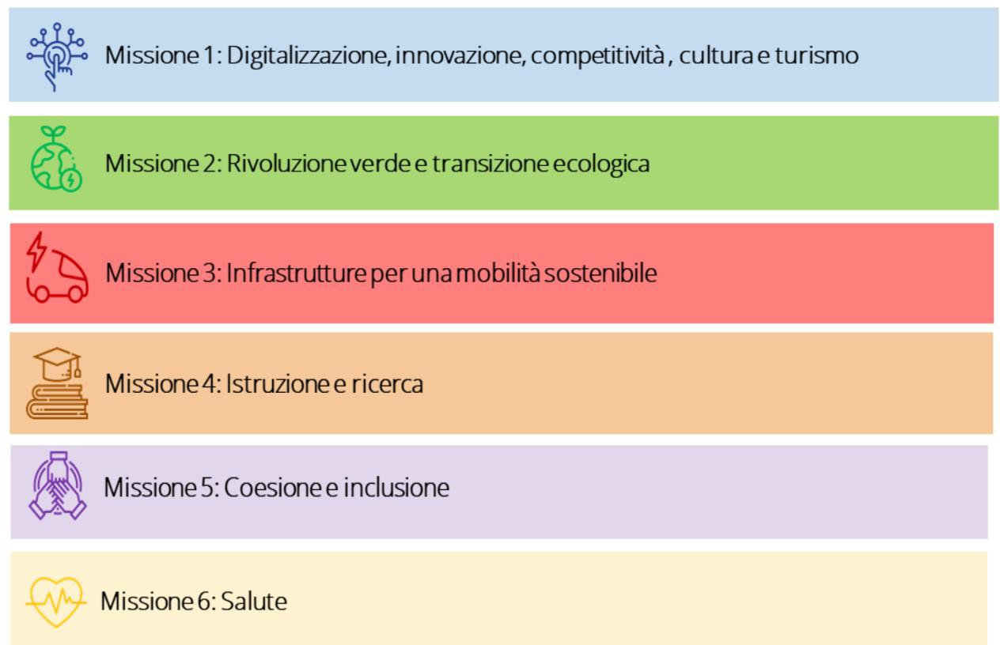 Missione 1: Digitalizzazione, innovazione, competitività, cultura e turismo
Missione 2: Rivoluzione verde e transizione ecologica
Missione 3: Infrastrutture per una mobilità sostenibile
Missione 4: Istruzione e ricerca
Missione 5: Coesione e inclusione
Missione 6: Salute